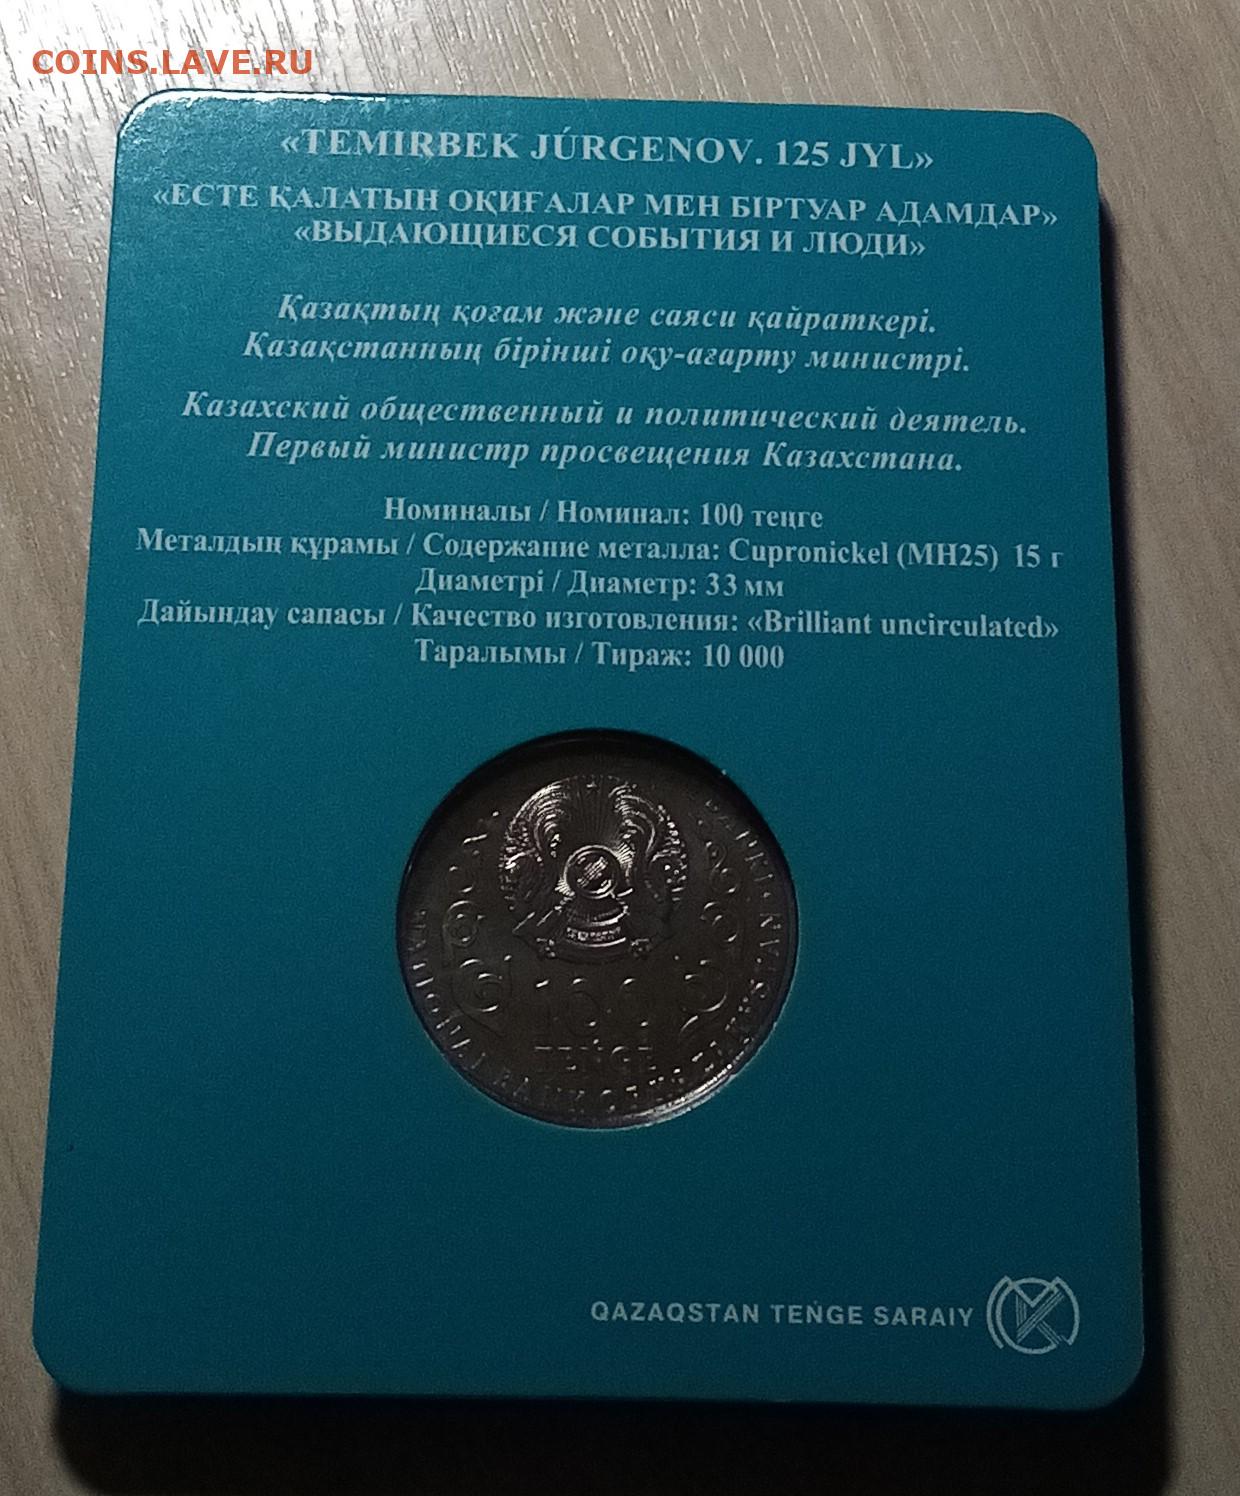 COINS.LAVE.RU
«TEMIRBEK JÚRGENOV. 125 JYL»
«ЕСТЕ ҚАЛАТЫН ОҚИҒАЛАР МЕН БІРТУАР АДАМДАР»
«ВЫДАЮЩИЕСЯ СОБЫТИЯ И ЛЮДИ»
Қазақтың қоғам және саяси қайраткері.
Қазақстанның бірінші оқу-ағарту министрі.
Казахский общественный и политический деятель.
Первый министр просвещения Казахстана.
Номиналы / Номинал: 100 теңге
Металдың құрамы / Содержание металла: Cupronickel (МН25) 15 г
Диаметрі / Диаметр: 33 мм
Дайындау сапасы / Качество изготовления: «Brilliant uncirculated»
Таралымы / Тираж: 10 000
100
TEŃGE
QAZAQSTAN TEŃGE SARAIY